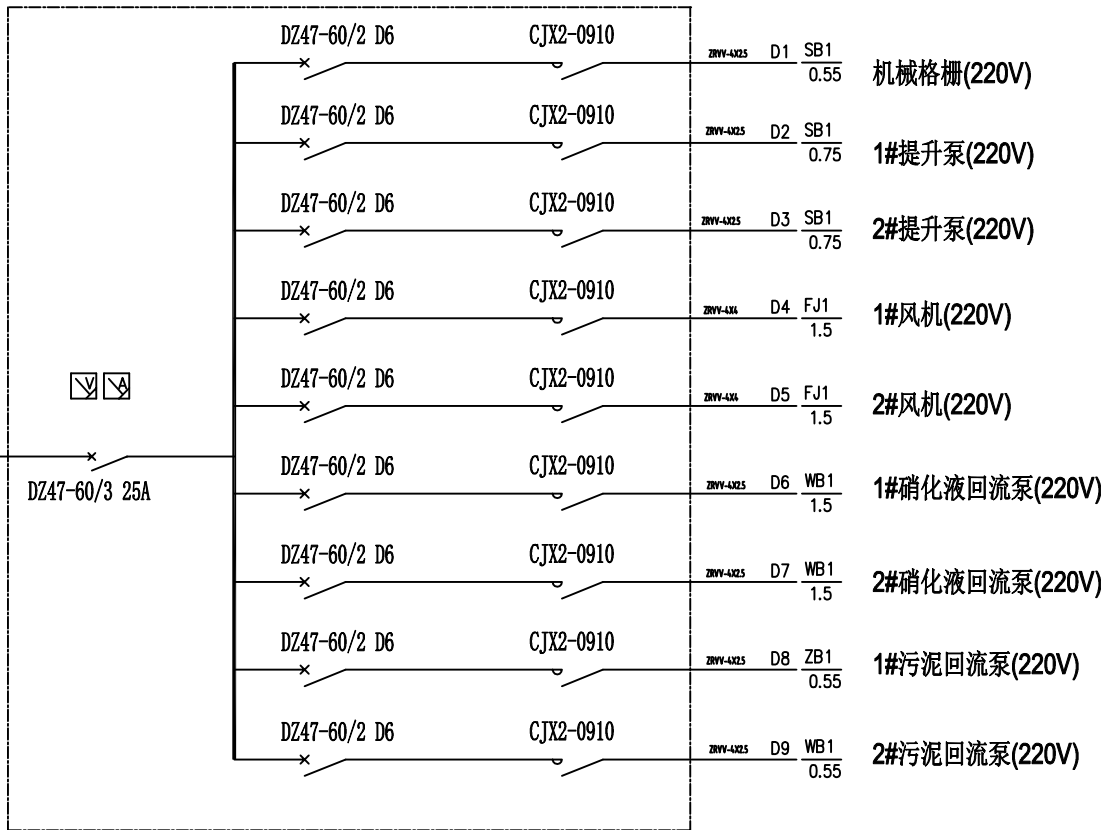 DZ47-60/2 D6 CJX2-0910 ZRVV-4X2.5 D1 SB1 0.55 机械格栅(220V)
DZ47-60/2 D6 CJX2-0910 ZRVV-4X2.5 D2 SB1 0.75 1#提升泵(220V)
DZ47-60/2 D6 CJX2-0910 ZRVV-4X2.5 D3 SB1 0.75 2#提升泵(220V)
DZ47-60/2 D6 CJX2-0910 ZRVV-4X4 D4 FJ1 1.5 1#风机(220V)
V A
DZ47-60/2 D6 CJX2-0910 ZRVV-4X4 D5 FJ1 1.5 2#风机(220V)
DZ47-60/3 25A
DZ47-60/2 D6 CJX2-0910 ZRVV-4X2.5 D6 WB1 1.5 1#硝化液回流泵(220V)
DZ47-60/2 D6 CJX2-0910 ZRVV-4X2.5 D7 WB1 1.5 2#硝化液回流泵(220V)
DZ47-60/2 D6 CJX2-0910 ZRVV-4X2.5 D8 ZB1 0.55 1#污泥回流泵(220V)
DZ47-60/2 D6 CJX2-0910 ZRVV-4X2.5 D9 WB1 0.55 2#污泥回流泵(220V)